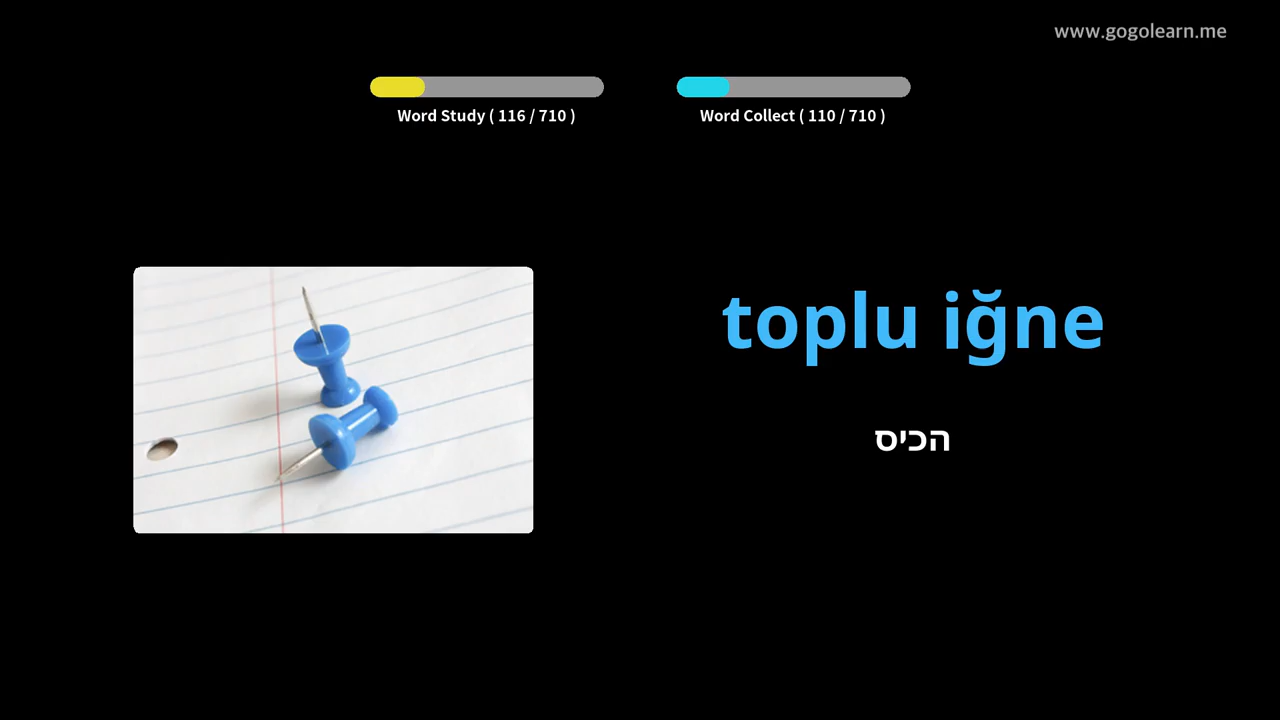 www.gogolearn.me
Word Study ( 116 / 710 )
Word Collect ( 110 / 710 )
toplu iğne
הכיס